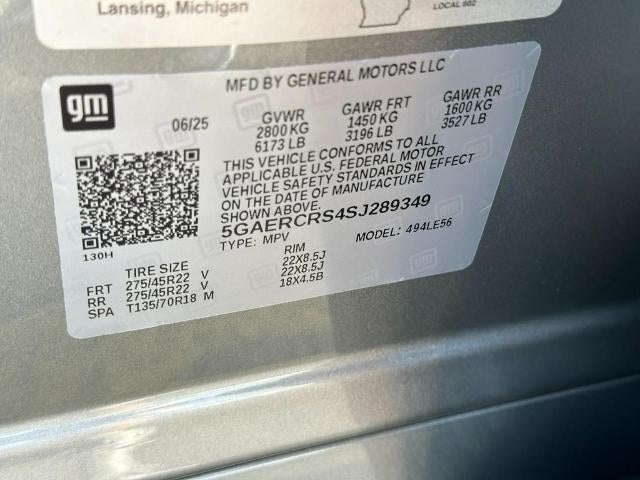 Lansing, Michigan
LOCAL 602
gm
MFD BY GENERAL MOTORS LLC
06/25
GVWR GAWR FRT GAWR RR
2800 KG 1450 KG 1600 KG
6173 LB 3196 LB 3527 LB
THIS VEHICLE CONFORMS TO ALL
APPLICABLE U.S. FEDERAL MOTOR
VEHICLE SAFETY STANDARDS IN EFFECT
ON THE DATE OF MANUFACTURE
SHOWN ABOVE.
5GAERCRS4SJ289349
TYPE: MPV MODEL: 494LE56
130H
TIRE SIZE RIM
FRT 275/45R22 V 22X8.5J
RR 275/45R22 V 22X8.5J
SPA T135/70R18 M 18X4.5B